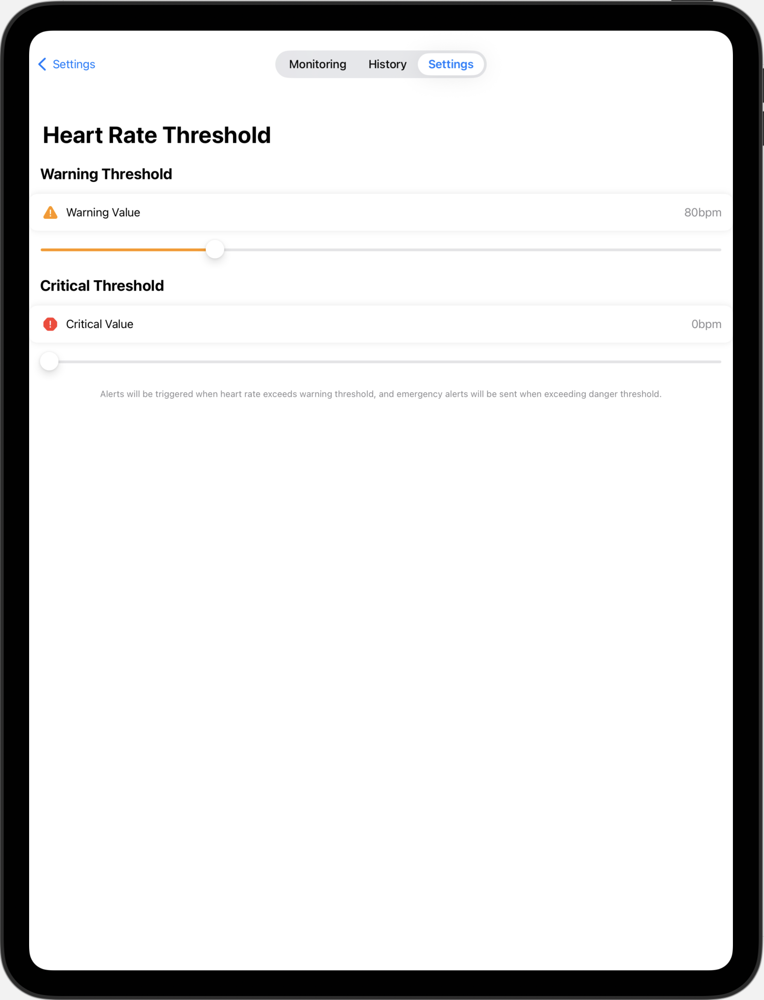 Settings
Monitoring History Settings
Heart Rate Threshold
Warning Threshold
Warning Value 80bpm
Critical Threshold
Critical Value 0bpm
Alerts will be triggered when heart rate exceeds warning threshold, and emergency alerts will be sent when exceeding danger threshold.